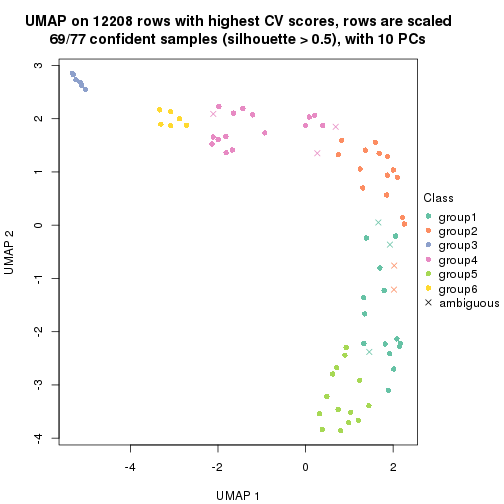 UMAP on 12208 rows with highest CV scores, rows are scaled
69/77 confident samples (silhouette > 0.5), with 10 PCs
3
2
1
0
-1
-2
-3
-4
UMAP 2
-4
-2
0
2
UMAP 1
Class
group1
group2
group3
group4
group5
group6
ambiguous